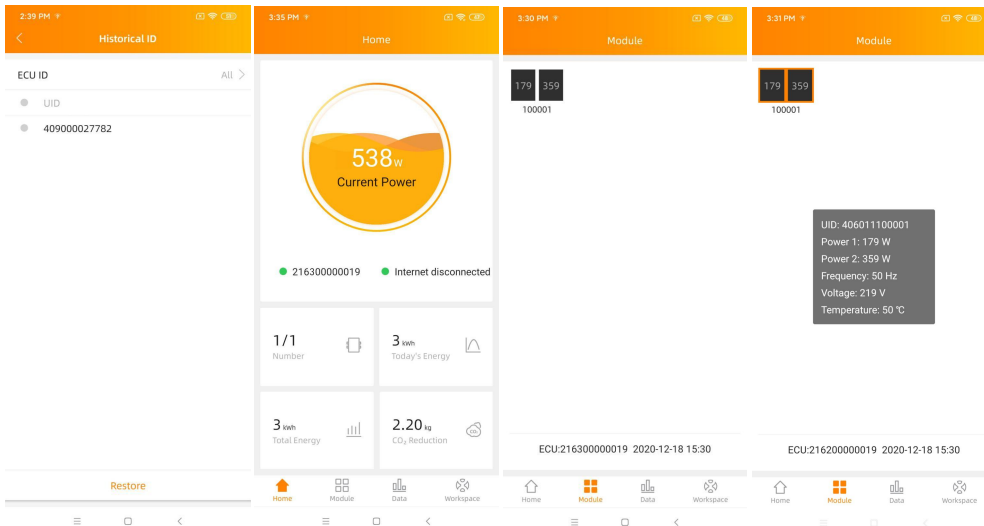 2:39 PM
Historical ID
ECU ID
All
UID
409000027782
Restore
3:35 PM
Home
538 W
Current Power
216300000019
Internet disconnected
1/1
Number
3 kWh
Today's Energy
3 kWh
Total Energy
2.20 kg
CO₂ Reduction
Home
Module
Data
Workspace
3:30 PM
Module
179
359
100001
ECU:216300000019 2020-12-18 15:30
Home
Module
Data
Workspace
3:31 PM
Module
179
359
100001
UID: 406011100001
Power 1: 179 W
Power 2: 359 W
Frequency: 50 Hz
Voltage: 219 V
Temperature: 50 ℃
ECU:216200000019 2020-12-18 15:30
Home
Module
Data
Workspace